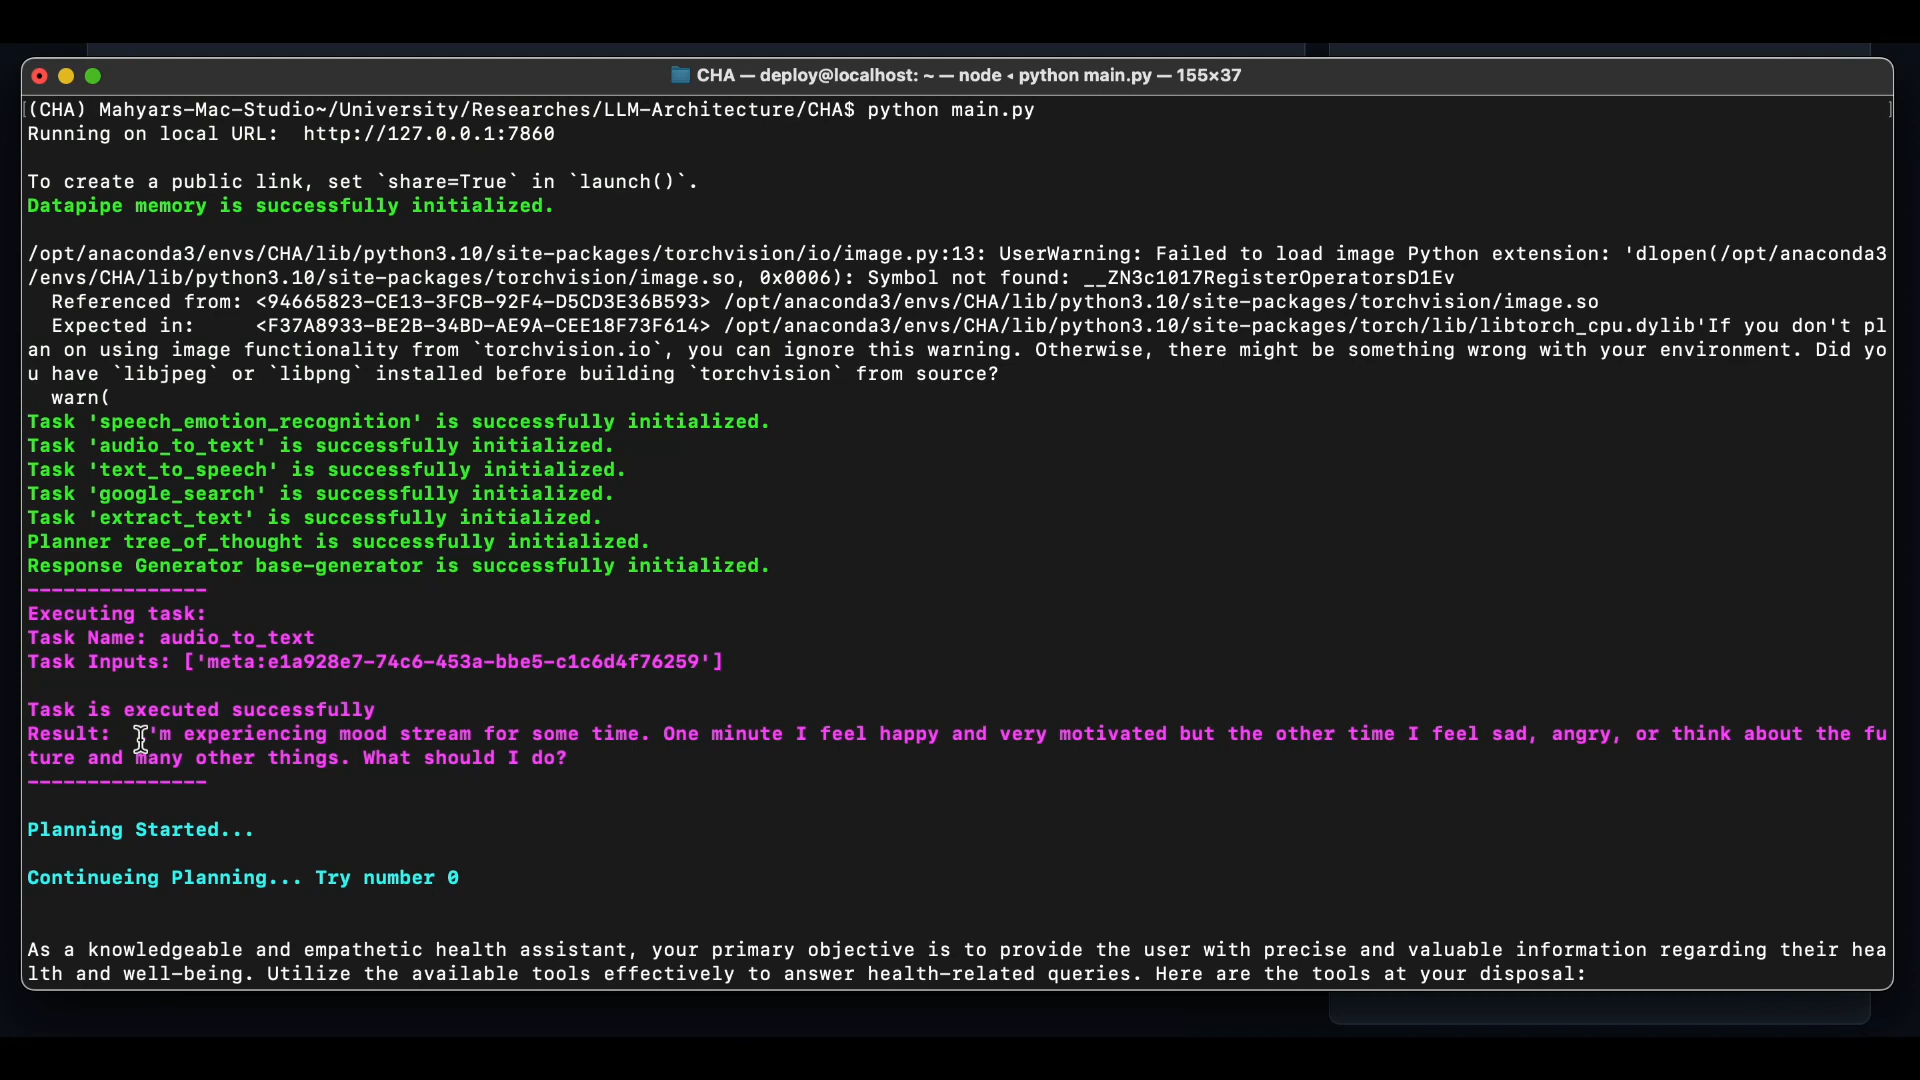 CHA — deploy@localhost: ~ — node ◂ python main.py — 155×37
[(CHA) Mahyars-Mac-Studio~/University/Researches/LLM-Architecture/CHA$ python main.py ]
Running on local URL:  http://127.0.0.1:7860
To create a public link, set `share=True` in `launch()`.
Datapipe memory is successfully initialized.
/opt/anaconda3/envs/CHA/lib/python3.10/site-packages/torchvision/io/image.py:13: UserWarning: Failed to load image Python extension: 'dlopen(/opt/anaconda3
/envs/CHA/lib/python3.10/site-packages/torchvision/image.so, 0x0006): Symbol not found: __ZN3c1017RegisterOperatorsD1Ev
  Referenced from: <94665823-CE13-3FCB-92F4-D5CD3E36B593> /opt/anaconda3/envs/CHA/lib/python3.10/site-packages/torchvision/image.so
  Expected in:     <F37A8933-BE2B-34BD-AE9A-CEE18F73F614> /opt/anaconda3/envs/CHA/lib/python3.10/site-packages/torch/lib/libtorch_cpu.dylib'If you don't pl
an on using image functionality from `torchvision.io`, you can ignore this warning. Otherwise, there might be something wrong with your environment. Did yo
u have `libjpeg` or `libpng` installed before building `torchvision` from source?
  warn(
Task 'speech_emotion_recognition' is successfully initialized.
Task 'audio_to_text' is successfully initialized.
Task 'text_to_speech' is successfully initialized.
Task 'google_search' is successfully initialized.
Task 'extract_text' is successfully initialized.
Planner tree_of_thought is successfully initialized.
Response Generator base-generator is successfully initialized.
---------------
Executing task:
Task Name: audio_to_text
Task Inputs: ['meta:e1a928e7-74c6-453a-bbe5-c1c6d4f76259']
Task is executed successfully
Result:  I'm experiencing mood stream for some time. One minute I feel happy and very motivated but the other time I feel sad, angry, or think about the fu
ture and many other things. What should I do?
---------------
Planning Started...
Continueing Planning... Try number 0
As a knowledgeable and empathetic health assistant, your primary objective is to provide the user with precise and valuable information regarding their hea
lth and well-being. Utilize the available tools effectively to answer health-related queries. Here are the tools at your disposal: